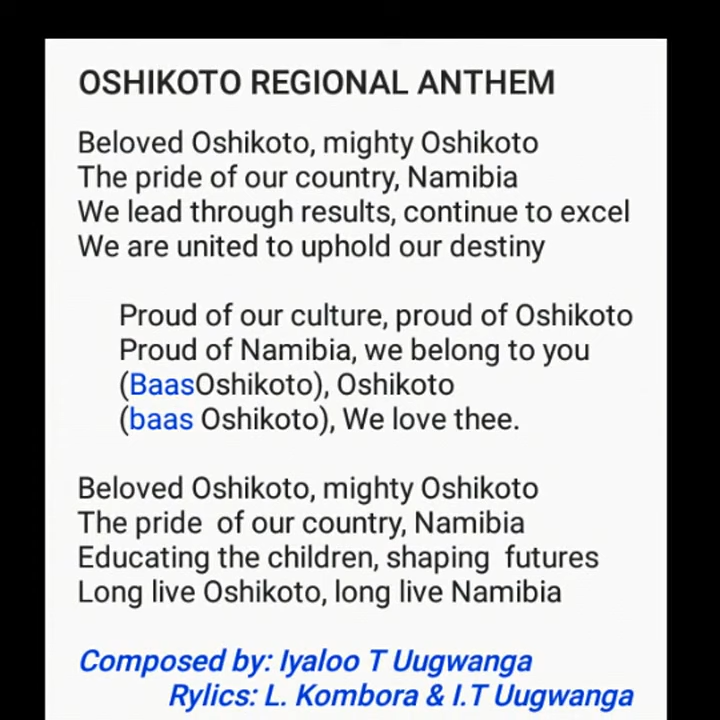 OSHIKOTO REGIONAL ANTHEM
Beloved Oshikoto, mighty Oshikoto
The pride of our country, Namibia
We lead through results, continue to excel
We are united to uphold our destiny
Proud of our culture, proud of Oshikoto
Proud of Namibia, we belong to you
(BaasOshikoto), Oshikoto
(baas Oshikoto), We love thee.
Beloved Oshikoto, mighty Oshikoto
The pride  of our country, Namibia
Educating the children, shaping  futures
Long live Oshikoto, long live Namibia
Composed by: Iyaloo T Uugwanga
Rylics: L. Kombora & I.T Uugwanga